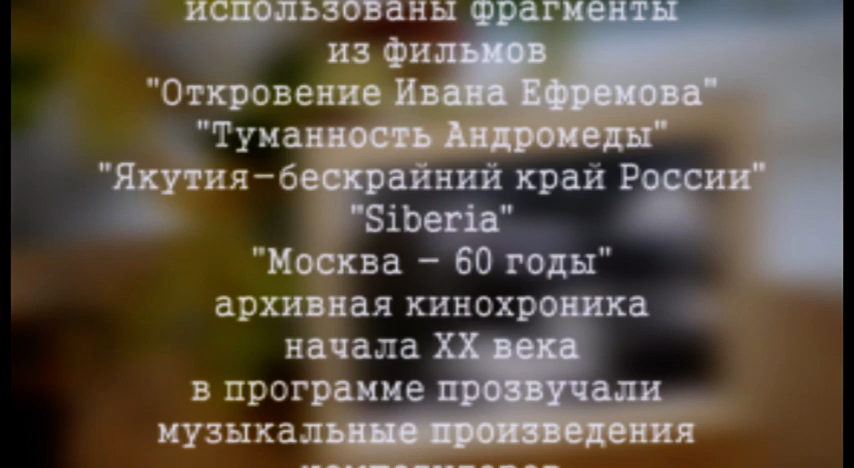 использованы фрагменты
из фильмов
"Откровение Ивана Ефремова"
"Туманность Андромеды"
"Якутия-бескрайний край России"
"Siberia"
"Москва - 60 годы"
архивная кинохроника
начала XX века
в программе прозвучали
музыкальные произведения